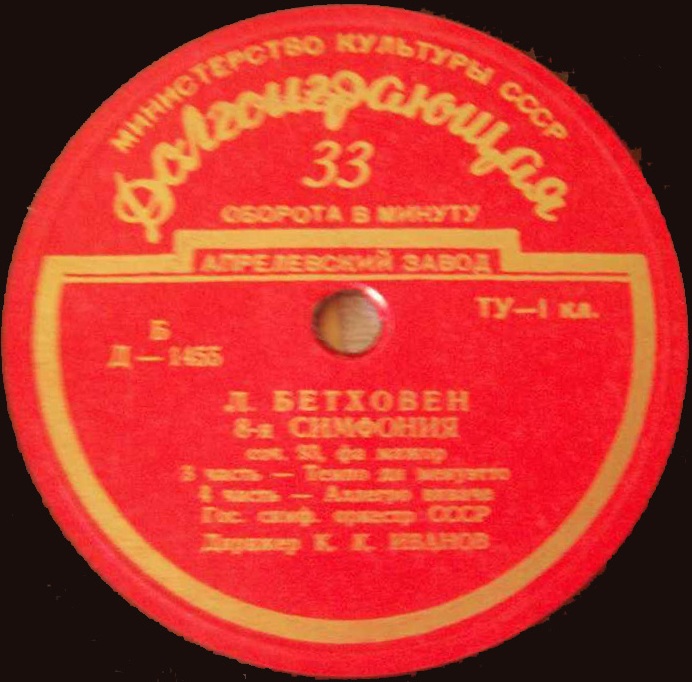 МИНИСТЕРСТВО КУЛЬТУРЫ СССР
Долгоиграющая
33
ОБОРОТА В МИНУТУ
АПРЕЛЕВСКИЙ ЗАВОД
ТУ—1 кл.
Б
Д—1455
Л. БЕТХОВЕН
8-я СИМФОНИЯ
соч. 93, фа мажор
3 часть — Темпо ди менуэтто
4 часть — Аллегро виваче
Гос. симф. оркестр СССР
Дирижер К. К. ИВАНОВ